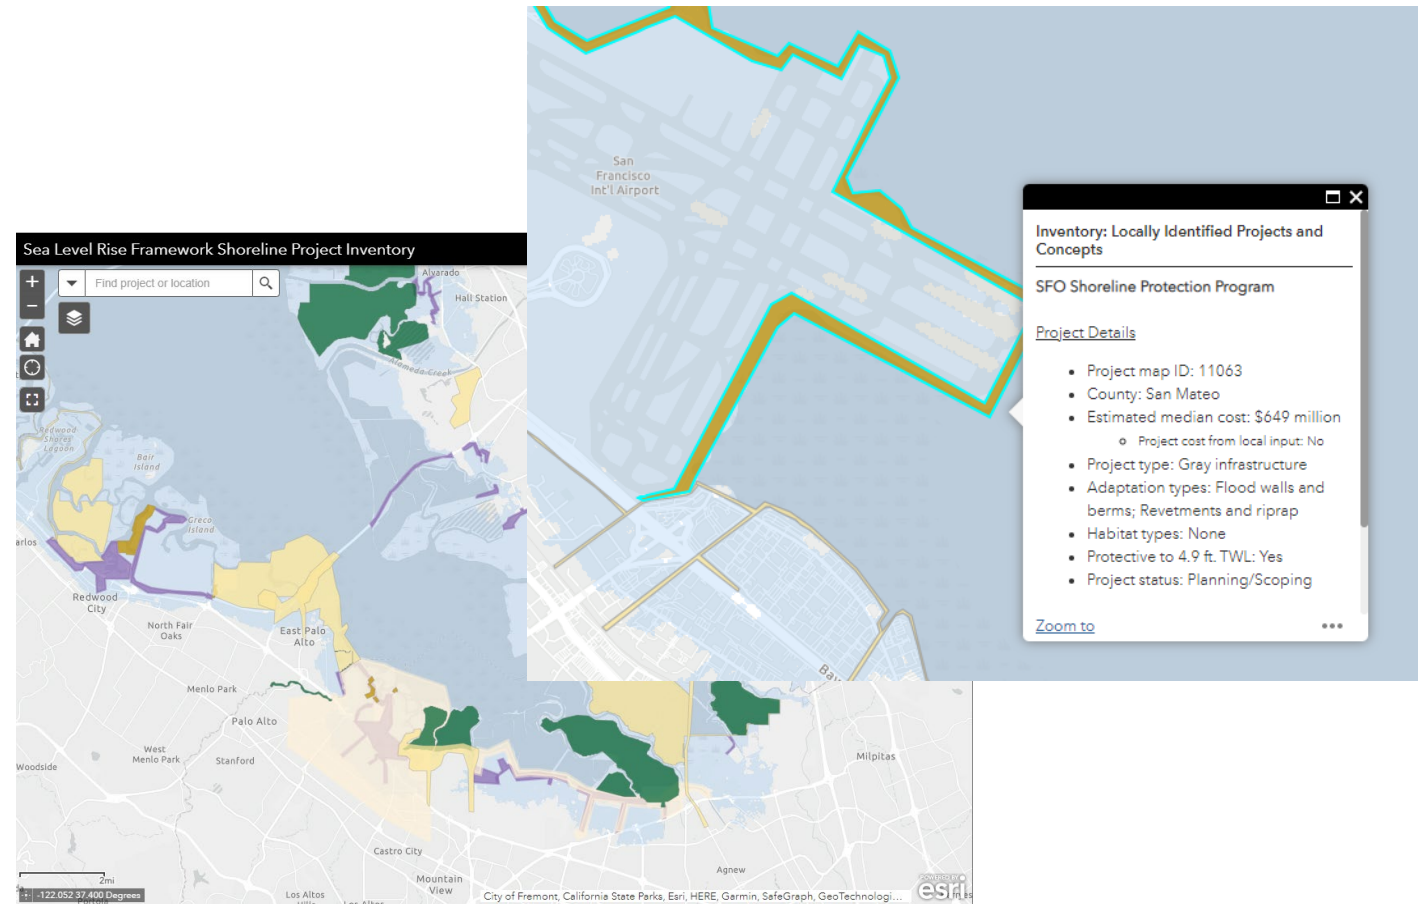 San
Francisco
Int'l Airport
Inventory: Locally Identified Projects and
Concepts
SFO Shoreline Protection Program
Project Details
Project map ID: 11063
County: San Mateo
Estimated median cost: $649 million
Project cost from local input: No
Project type: Gray infrastructure
Adaptation types: Flood walls and
berms; Revetments and riprap
Habitat types: None
Protective to 4.9 ft. TWL: Yes
Project status: Planning/Scoping
Zoom to
Sea Level Rise Framework Shoreline Project Inventory
Find project or location
Alvarado
Hall Station
Alameda Creek
Redwood
Shores
Lagoon
Bair
Island
Greco
Island
arlos
Redwood
City
North Fair
Oaks
East Palo
Alto
Menlo Park
Palo Alto
West
Menlo Park
Stanford
Woodside
Milpitas
Castro City
Mountain
View
Agnew
2mi
-122.052 37.400 Degrees
Los Altos
Los Altos
City of Fremont, California State Parks, Esri, HERE, Garmin, SafeGraph, GeoTechnologi...
POWERED BY
esri